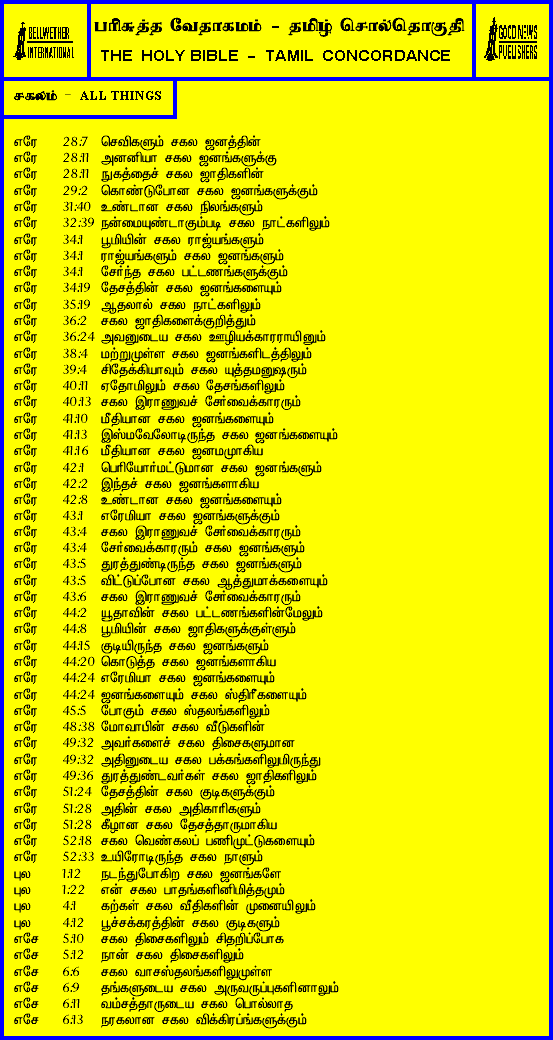 BELLWETHER INTERNATIONAL
பரிசுத்த வேதாகமம் - தமிழ் சொல்தொகுதி
THE HOLY BIBLE - TAMIL CONCORDANCE
GOOD NEWS PUBLISHERS
சகலம் - ALL THINGS
எரே 28:7 செவிகளும் சகல ஜனத்தின்
எரே 28:11 அனனியா சகல ஜனங்களுக்கு
எரே 28:11 நுகத்தைச் சகல ஜாதிகளின்
எரே 29:2 கொண்டுபோன சகல ஜனங்களுக்கும்
எரே 31:40 உண்டான சகல நிலங்களும்
எரே 32:39 நன்மையுண்டாகும்படி சகல நாட்களிலும்
எரே 34:1 பூமியின் சகல ராஜ்யங்களும்
எரே 34:1 ராஜ்யங்களும் சகல ஜனங்களும்
எரே 34:1 சேர்ந்த சகல பட்டணங்களுக்கும்
எரே 34:19 தேசத்தின் சகல ஜனங்களையும்
எரே 35:19 ஆதலால் சகல நாட்களிலும்
எரே 36:2 சகல ஜாதிகளைக்குறித்தும்
எரே 36:24 அவனுடைய சகல ஊழியக்காரராயினும்
எரே 38:4 மற்றுமுள்ள சகல ஜனங்களிடத்திலும்
எரே 39:4 சிதேக்கியாவும் சகல யுத்தமனுஷரும்
எரே 40:11 ஏதோமிலும் சகல தேசங்களிலும்
எரே 40:13 சகல இராணுவச் சேர்வைக்காரரும்
எரே 41:10 மீதியான சகல ஜனங்களையும்
எரே 41:13 இஸ்மவேலோடிருந்த சகல ஜனங்களையும்
எரே 41:16 மீதியான சகல ஜனமமுாகிய
எரே 42:1 பெரியோர்மட்டுமான சகல ஜனங்களும்
எரே 42:2 இந்தச் சகல ஜனங்களாகிய
எரே 42:8 உண்டான சகல ஜனங்களையும்
எரே 43:1 எரேமியா சகல ஜனங்களுக்கும்
எரே 43:4 சகல இராணுவச் சேர்வைக்காரரும்
எரே 43:4 சேர்வைக்காரரும் சகல ஜனங்களும்
எரே 43:5 துரத்துண்டிருந்த சகல ஜனங்களும்
எரே 43:5 விட்டுப்போன சகல ஆத்துமாக்களையும்
எரே 43:6 சகல இராணுவச் சேர்வைக்காரரும்
எரே 44:2 யூதாவின் சகல பட்டணங்களின்மேலும்
எரே 44:8 பூமியின் சகல ஜாதிகளுக்குள்ளும்
எரே 44:15 குடியிருந்த சகல ஜனங்களும்
எரே 44:20 கொடுத்த சகல ஜனங்களாகிய
எரே 44:24 எரேமியா சகல ஜனங்களையும்
எரே 44:24 ஜனங்களையும் சகல ஸ்திரீகளையும்
எரே 45:5 போகும் சகல ஸ்தலங்களிலும்
எரே 48:38 மோவாபின் சகல வீடுகளின்
எரே 49:32 அவர்களைச் சகல திசைகளுமான
எரே 49:32 அதினுடைய சகல பக்கங்களிலுமிருந்து
எரே 49:36 துரத்துண்டவர்கள் சகல ஜாதிகளிலும்
எரே 51:24 தேசத்தின் சகல குடிகளுக்கும்
எரே 51:28 அதின் சகல அதிகாரிகளும்
எரே 51:28 கீழான சகல தேசத்தாருமாகிய
எரே 52:18 சகல வெண்கலப் பணிமுட்டுகளையும்
எரே 52:33 உயிரோடிருந்த சகல நாளும்
புல 1:12 நடந்துபோகிற சகல ஜனங்களே
புல 1:22 என் சகல பாதங்களினிமித்தமும்
புல 4:1 கற்கள் சகல வீதிகளின் முனையிலும்
புல 4:12 பூச்சக்கரத்தின் சகல குடிகளும்
எசே 5:10 சகல திசைகளிலும் சிதறிப்போக
எசே 5:12 நான் சகல திசைகளிலும்
எசே 6:6 சகல வாசஸ்தலங்களிலுமுள்ள
எசே 6:9 தங்களுடைய சகல அருவருப்புகளினாலும்
எசே 6:11 வம்சத்தாருடைய சகல பொல்லாத
எசே 6:13 நரகலான சகல விக்கிரப்ங்களுக்கும்